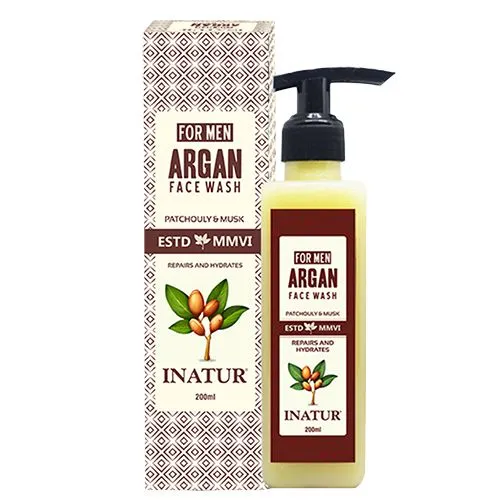 FOR MEN
ARGAN
FACE WASH
PATCHOULY & MUSK
ESTD MMVI
REPAIRS AND HYDRATES
INATUR®
200ml
FOR MEN
ARGAN
FACE WASH
PATCHOULY & MUSK
ESTD MMVI
REPAIRS AND
HYDRATES
INATUR®
200ml